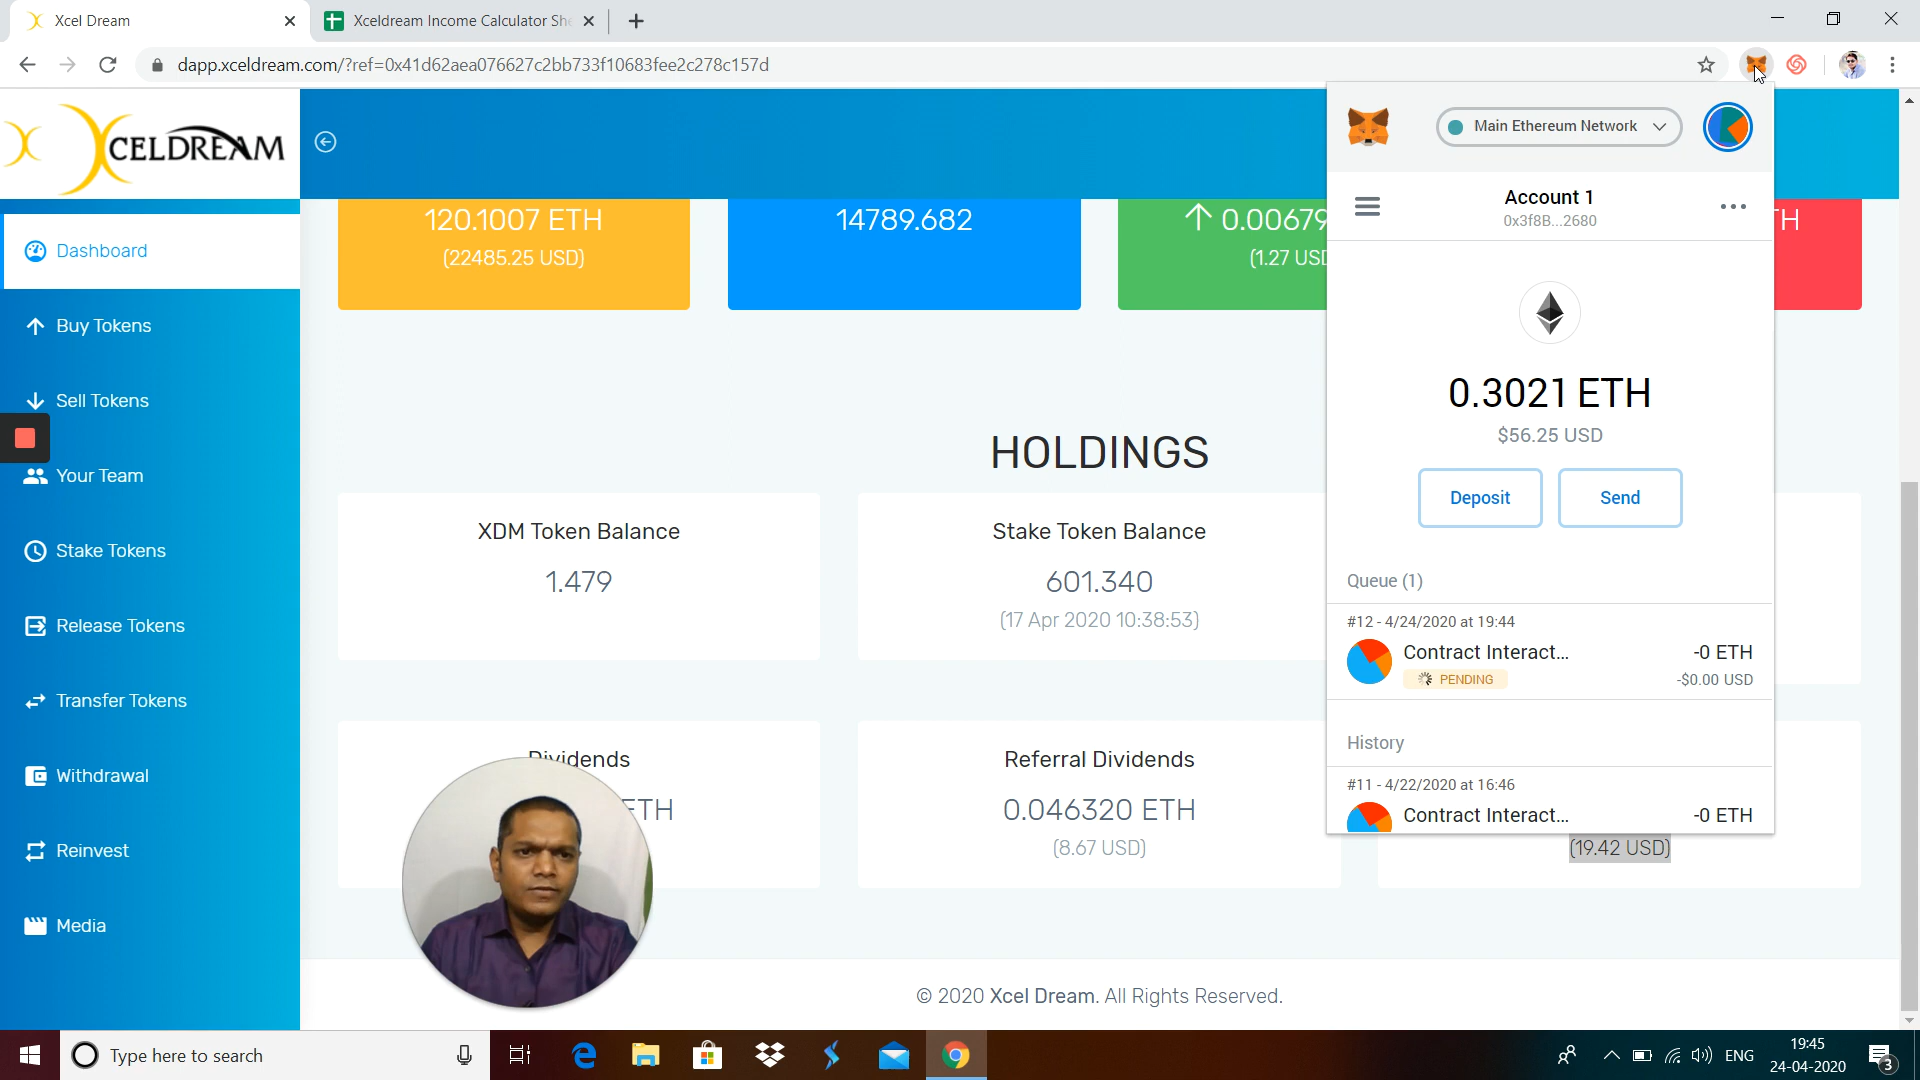 Xcel Dream
Xceldream Income Calculator She
dapp.xceldream.com/?ref=0x41d62aea076627c2bb733f10683fee2c278c157d
XCELDREAM
Dashboard
Buy Tokens
Sell Tokens
Your Team
Stake Tokens
Release Tokens
Transfer Tokens
Withdrawal
Reinvest
Media
120.1007 ETH
(22485.25 USD)
14789.682
0.00679
(1.27 USD
TH
HOLDINGS
XDM Token Balance
1.479
Stake Token Balance
601.340
(17 Apr 2020 10:38:53)
Dividends
ETH
Referral Dividends
0.046320 ETH
(8.67 USD)
(19.42 USD)
Main Ethereum Network
Account 1
0x3f8B...2680
0.3021 ETH
$56.25 USD
Deposit
Send
Queue (1)
#12 - 4/24/2020 at 19:44
Contract Interact...
-0 ETH
PENDING
-$0.00 USD
History
#11 - 4/22/2020 at 16:46
Contract Interact...
-0 ETH
© 2020 Xcel Dream. All Rights Reserved.
Type here to search
ENG
19:45
24-04-2020
3